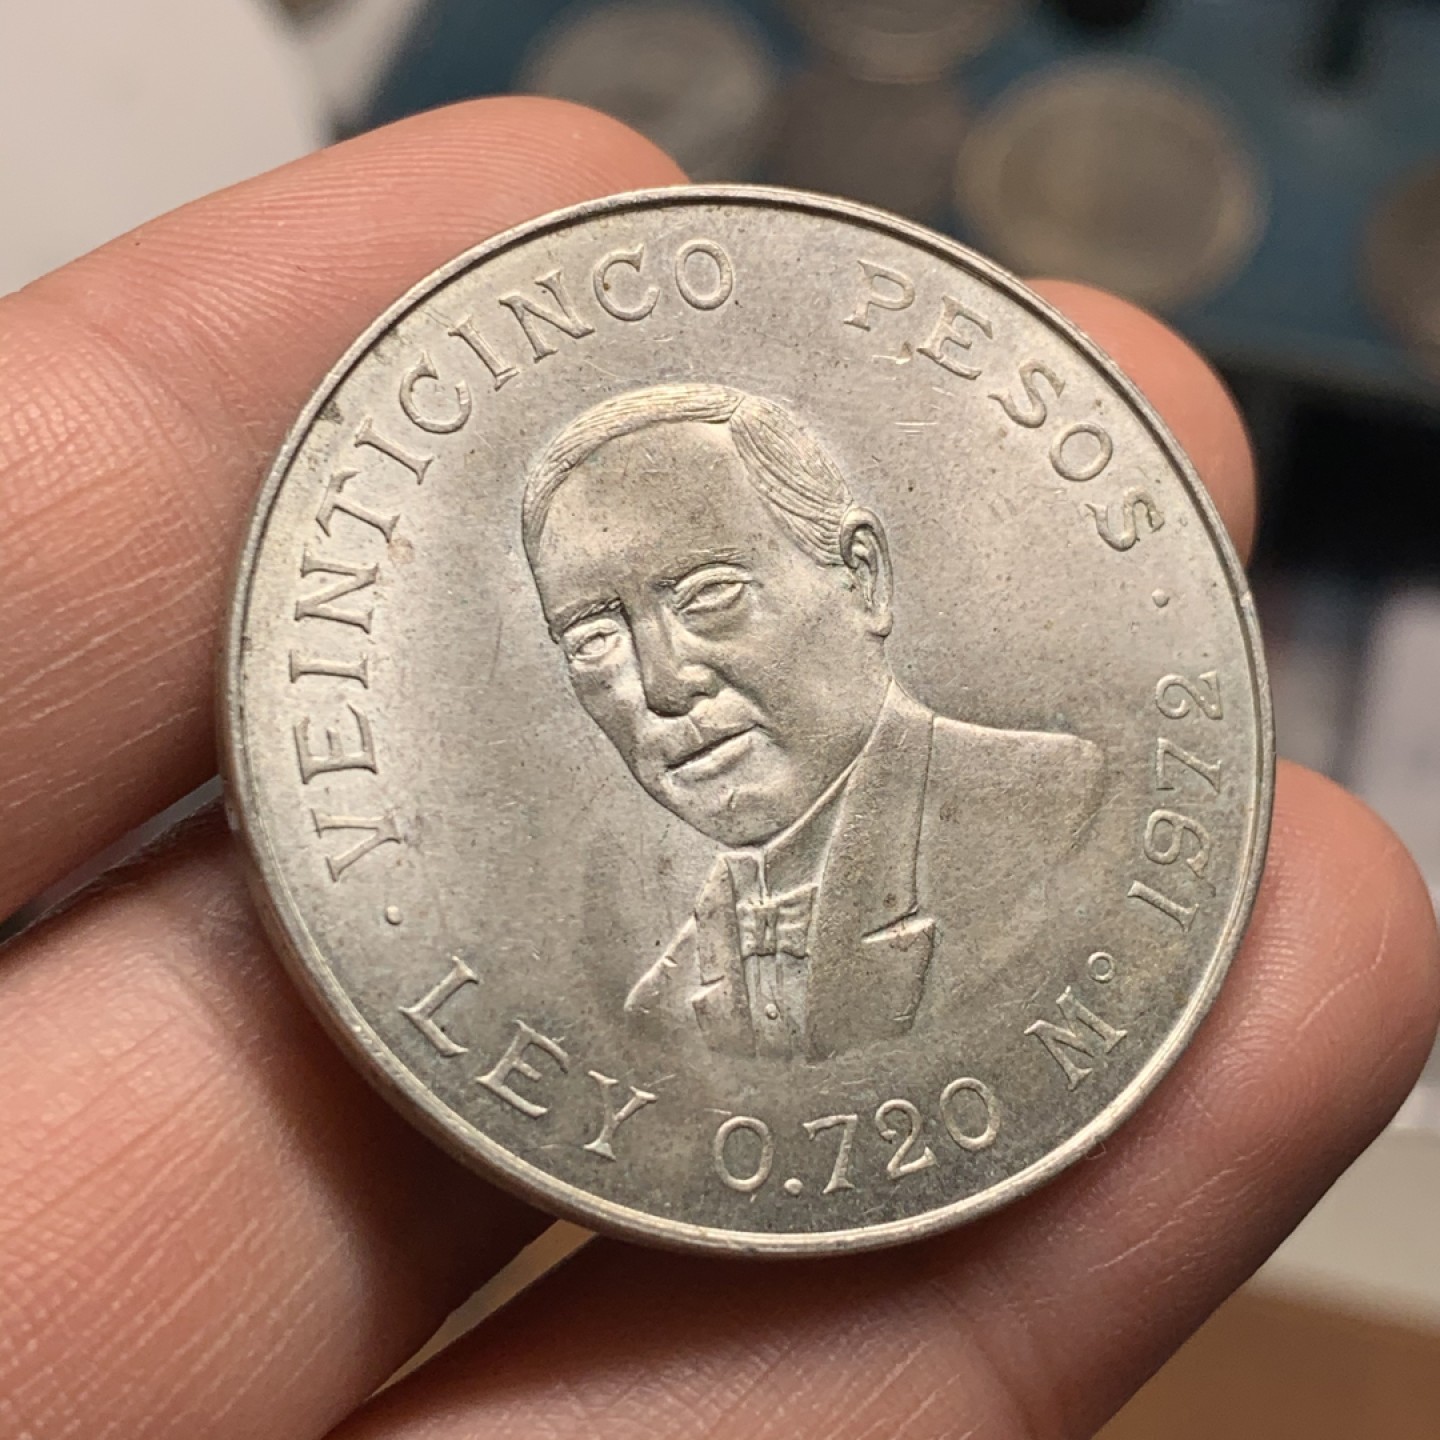 · VEINTICINCO PESOS ·
LEY 0.720 Mº 1972